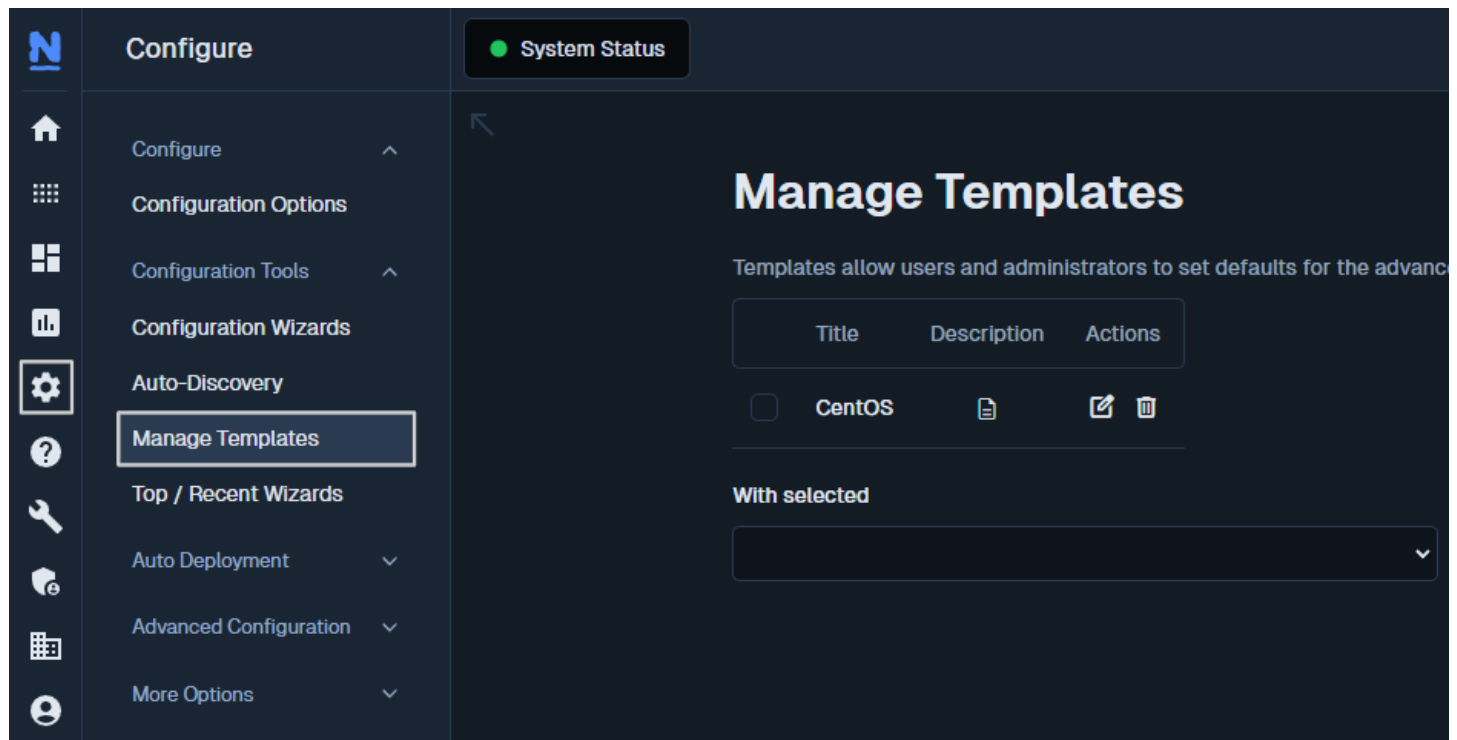 N
Configure
System Status
Configure
Configuration Options
Configuration Tools
Configuration Wizards
Auto-Discovery
Manage Templates
Top / Recent Wizards
Auto Deployment
Advanced Configuration
More Options
Manage Templates
Templates allow users and administrators to set defaults for the
Title Description Actions
CentOS
With selected